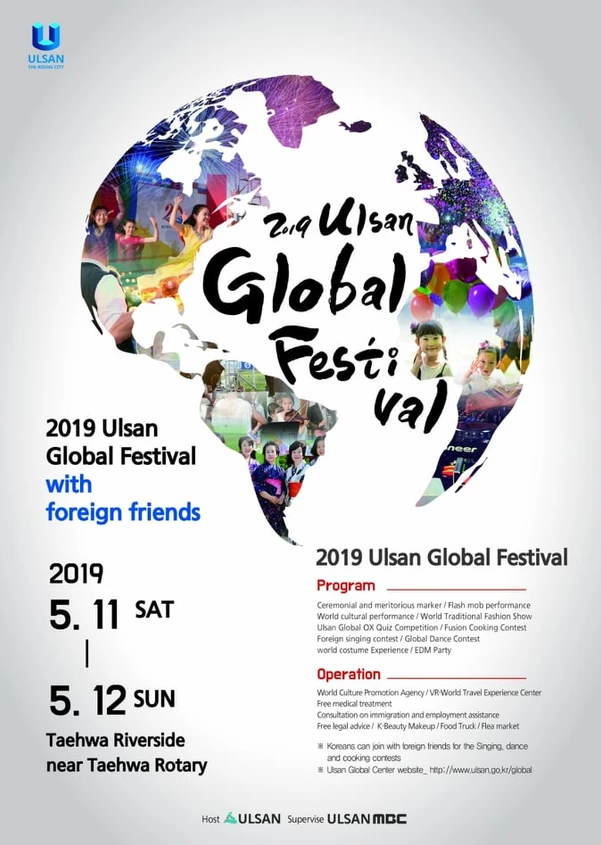 ULSAN
THE RISING CITY
2019 Ulsan
Global
Festi
val
neer
2019 Ulsan
Global Festival
with
foreign friends
2019
5. 11 SAT
5. 12 SUN
Taehwa Riverside
near Taehwa Rotary
2019 Ulsan Global Festival
Program
Ceremonial and meritorious marker / Flash mob performance
World cultural performance / World Traditional Fashion Show
Ulsan Global OX Quiz Competition / Fusion Cooking Contest
Foreign singing contest / Global Dance Contest
world costume Experience / EDM Party
Operation
World Culture Promotion Agency / VR-World Travel Experience Center
Free medical treatment
Consultation on immigration and employment assistance
Free legal advice / K-Beauty Makeup / Food Truck / Flea market
※ Koreans can join with foreign friends for the Singing, dance
and cooking contests
※ Ulsan Global Center website_ http://www.ulsan.go.kr/global
Host ULSAN Supervise ULSAN MBC